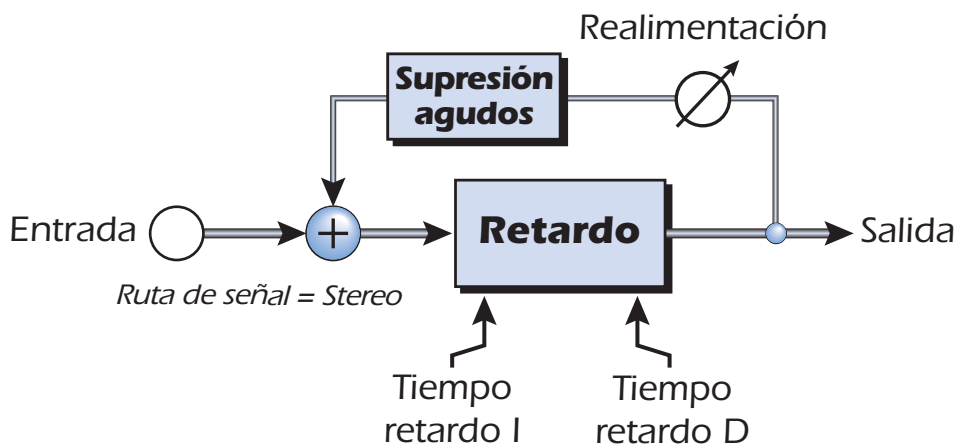 Realimentación
Supresión
agudos
Entrada
+
Retardo
Salida
Ruta de señal = Stereo
Tiempo
retardo I
Tiempo
retardo D